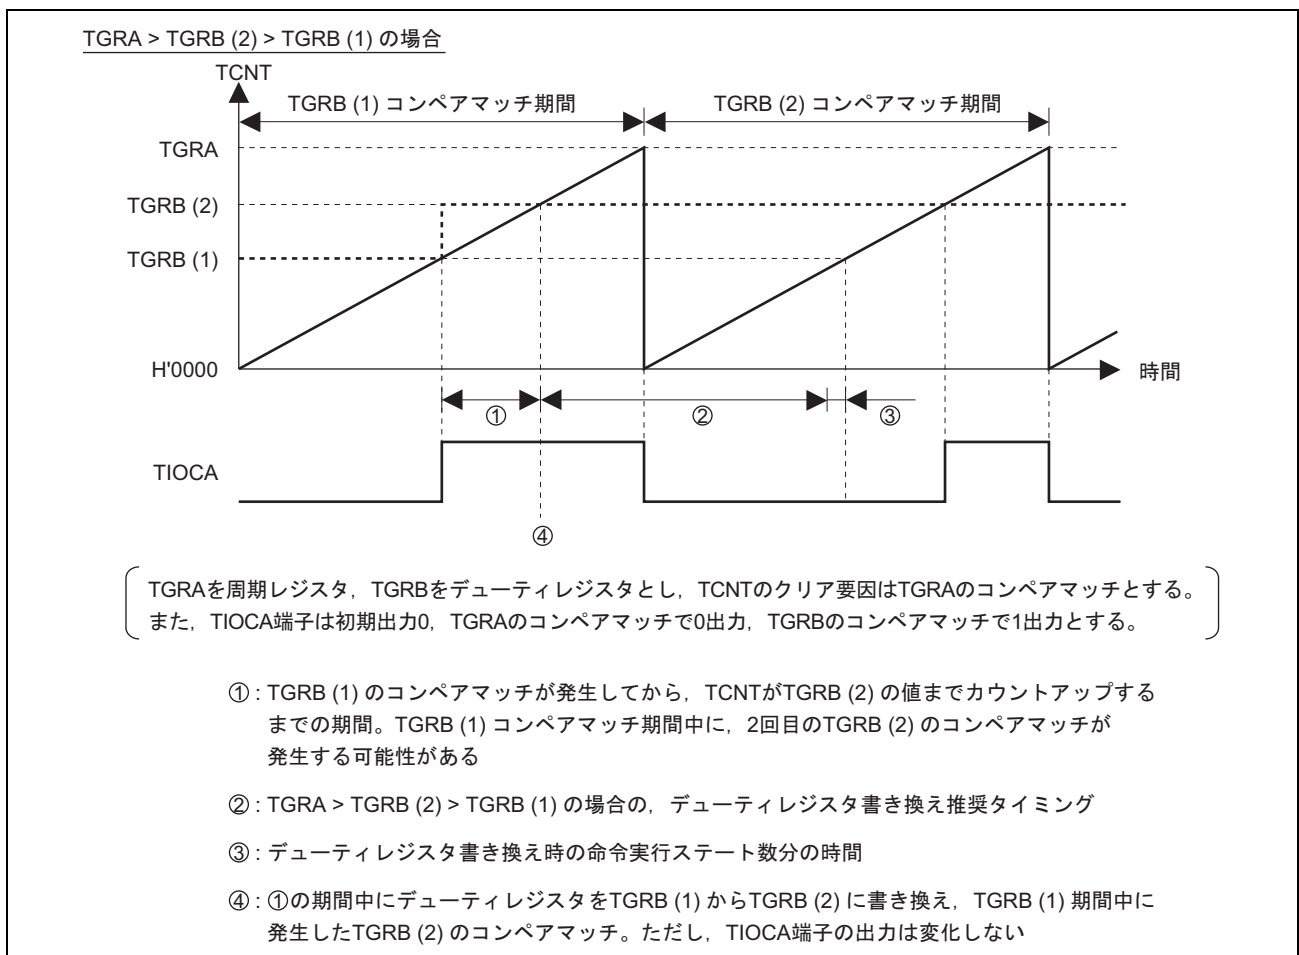 TGRA > TGRB (2) > TGRB (1) の場合
TCNT
TGRB (1) コンペアマッチ期間
TGRB (2) コンペアマッチ期間
TGRA
TGRB (2)
TGRB (1)
H'0000
時間
① ② ③
TIOCA
④
TGRAを周期レジスタ，TGRBをデューティレジスタとし，TCNTのクリア要因はTGRAのコンペアマッチとする。
また，TIOCA端子は初期出力0，TGRAのコンペアマッチで0出力，TGRBのコンペアマッチで1出力とする。
①：TGRB (1) のコンペアマッチが発生してから，TCNTがTGRB (2) の値までカウントアップする
までの期間。TGRB (1) コンペアマッチ期間中に，2回目のTGRB (2) のコンペアマッチが
発生する可能性がある
②：TGRA > TGRB (2) > TGRB (1) の場合の，デューティレジスタ書き換え推奨タイミング
③：デューティレジスタ書き換え時の命令実行ステート数分の時間
④：①の期間中にデューティレジスタをTGRB (1) からTGRB (2) に書き換え，TGRB (1) 期間中に
発生したTGRB (2) のコンペアマッチ。ただし，TIOCA端子の出力は変化しない